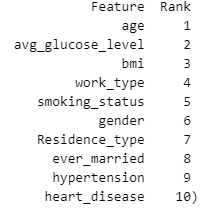 Feature Rank
age 1
avg_glucose_level 2
bmi 3
work_type 4
smoking_status 5
gender 6
Residence_type 7
ever_married 8
hypertension 9
heart_disease 10)